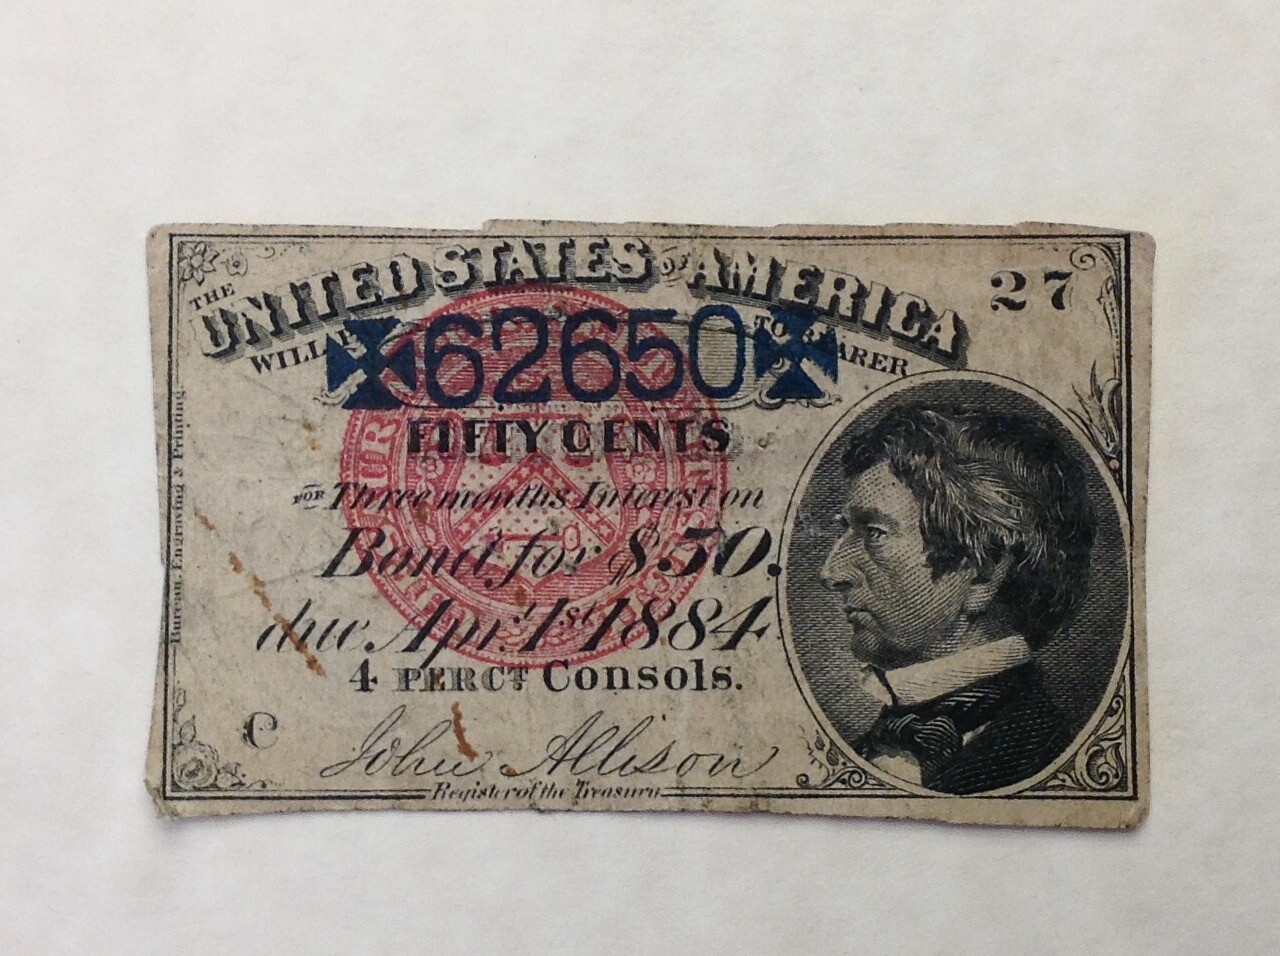 THE
UNITED STATES OF AMERICA
27
WILL TO BEARER
62650
FIFTY CENTS
FOR Three months Interest on
Bond for $50.
due Apr. 1st 1884
4 PERCT Consols.
C
John Allison
Register of the Treasury
Bureau, Engraving & Printing